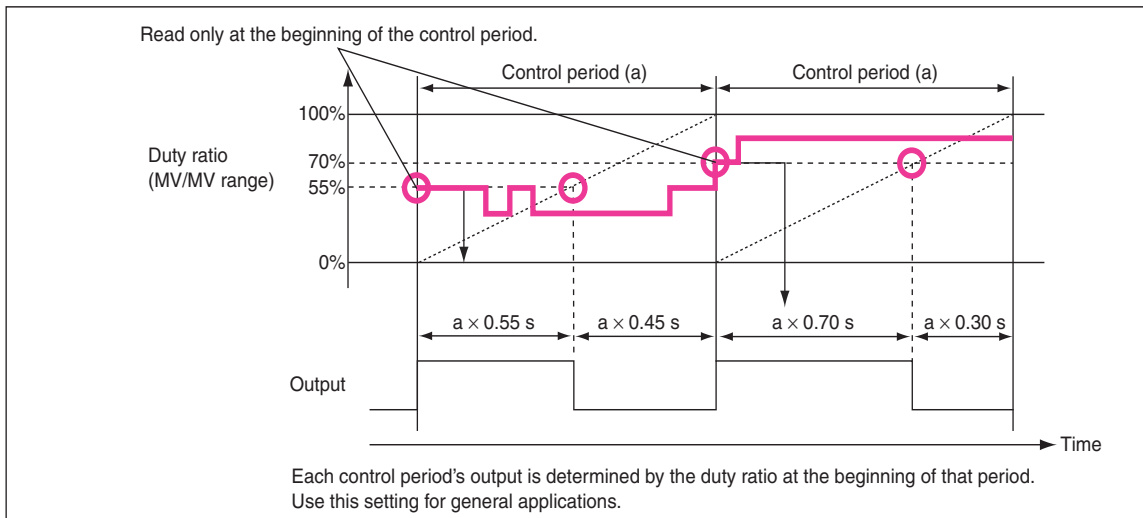 Read only at the beginning of the control period.
Control period (a)
Control period (a)
100%
Duty ratio
(MV/MV range)
70%
55%
0%
a × 0.55 s
a × 0.45 s
a × 0.70 s
a × 0.30 s
Output
Time
Each control period's output is determined by the duty ratio at the beginning of that period.
Use this setting for general applications.